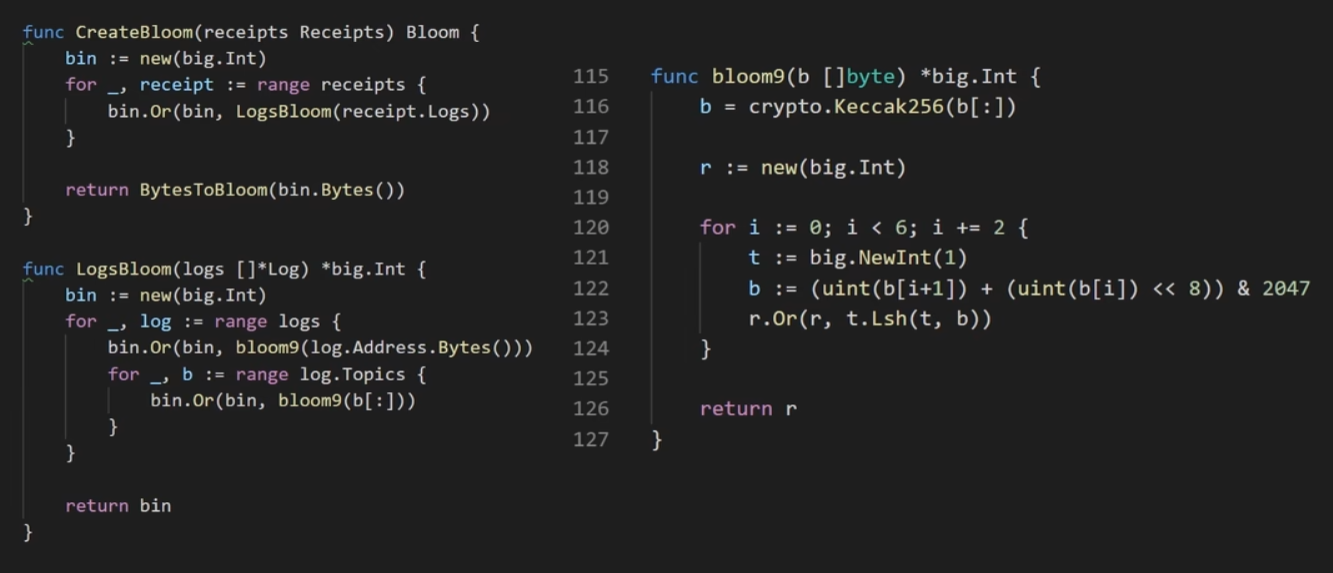 func CreateBloom(receipts Receipts) Bloom {
    bin := new(big.Int)
    for _, receipt := range receipts {
        bin.Or(bin, LogsBloom(receipt.Logs))
    }

    return BytesToBloom(bin.Bytes())
}

func LogsBloom(logs []*Log) *big.Int {
    bin := new(big.Int)
    for _, log := range logs {
        bin.Or(bin, bloom9(log.Address.Bytes()))
        for _, b := range log.Topics {
            bin.Or(bin, bloom9(b[:]))
        }
    }

    return bin
}

115 func bloom9(b []byte) *big.Int {
116     b = crypto.Keccak256(b[:])
117
118     r := new(big.Int)
119
120     for i := 0; i < 6; i += 2 {
121         t := big.NewInt(1)
122         b := (uint(b[i+1]) + (uint(b[i]) << 8)) & 2047
123         r.Or(r, t.Lsh(t, b))
124     }
125
126     return r
127 }